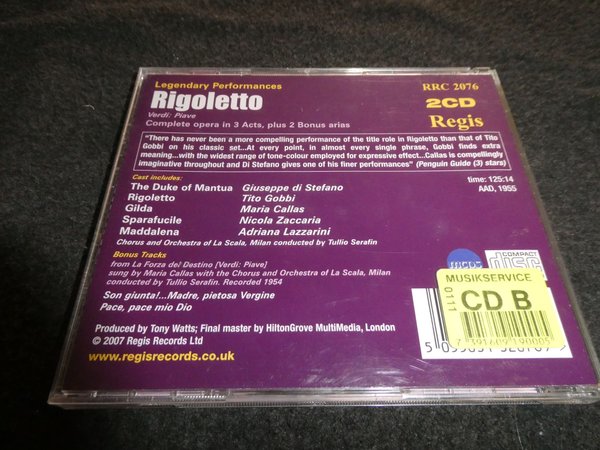 Legendary Performances
RRC 2076
Rigoletto
2CD
Verdi: Piave
Regis
Complete opera in 3 Acts, plus 2 Bonus arias
"There has never been a more compelling performance of the title role in Rigoletto than that of Tito
Gobbi on his classic set...At every point, in almost every single phrase, Gobbi finds extra
meaning...with the widest range of tone-colour employed for expressive effect...Callas is compellingly
imaginative throughout and Di Stefano gives one of his finer performances" (Penguin Guido (3 stars)
Cast includes:
time: 125:14
The Duke of Mantua Giuseppe di Stefano
AAD, 1955
Rigoletto Tito Gobbi
Gilda Maria Callas
Sparafucile Nicola Zaccaria
Maddalena Adriana Lazzarini
Chorus and Orchestra of La Scala, Milan conducted by Tullio Serafin
Bonus Tracks
from La Forza del Destino [Verdi: Piave]
sung by Maria Callas with the Chorus and Orchestra of La Scala, Milan
conducted by Tullio Serafin. Recorded 1954
mcps
COMPACT
disc
MUSIKSERVICE
0111
CD B
7391609190005
Son giunta!...Madre, pietosa Vergine
Pace, pace mio Dio
Produced by Tony Watts; Final master by HiltonGrove MultiMedia, London
© 2007 Regis Records Ltd
www.regisrecords.co.uk